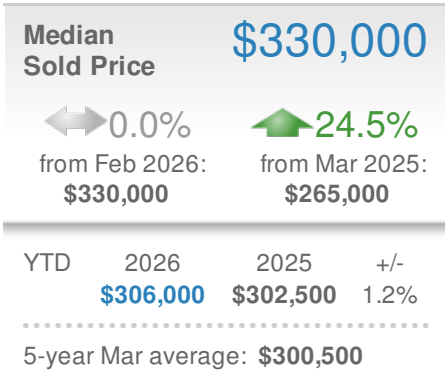 Median $330,000
Sold Price
0.0% 24.5%
from Feb 2026: from Mar 2025:
$330,000 $265,000
YTD 2026 2025 +/-
$306,000 $302,500 1.2%
5-year Mar average: $300,500